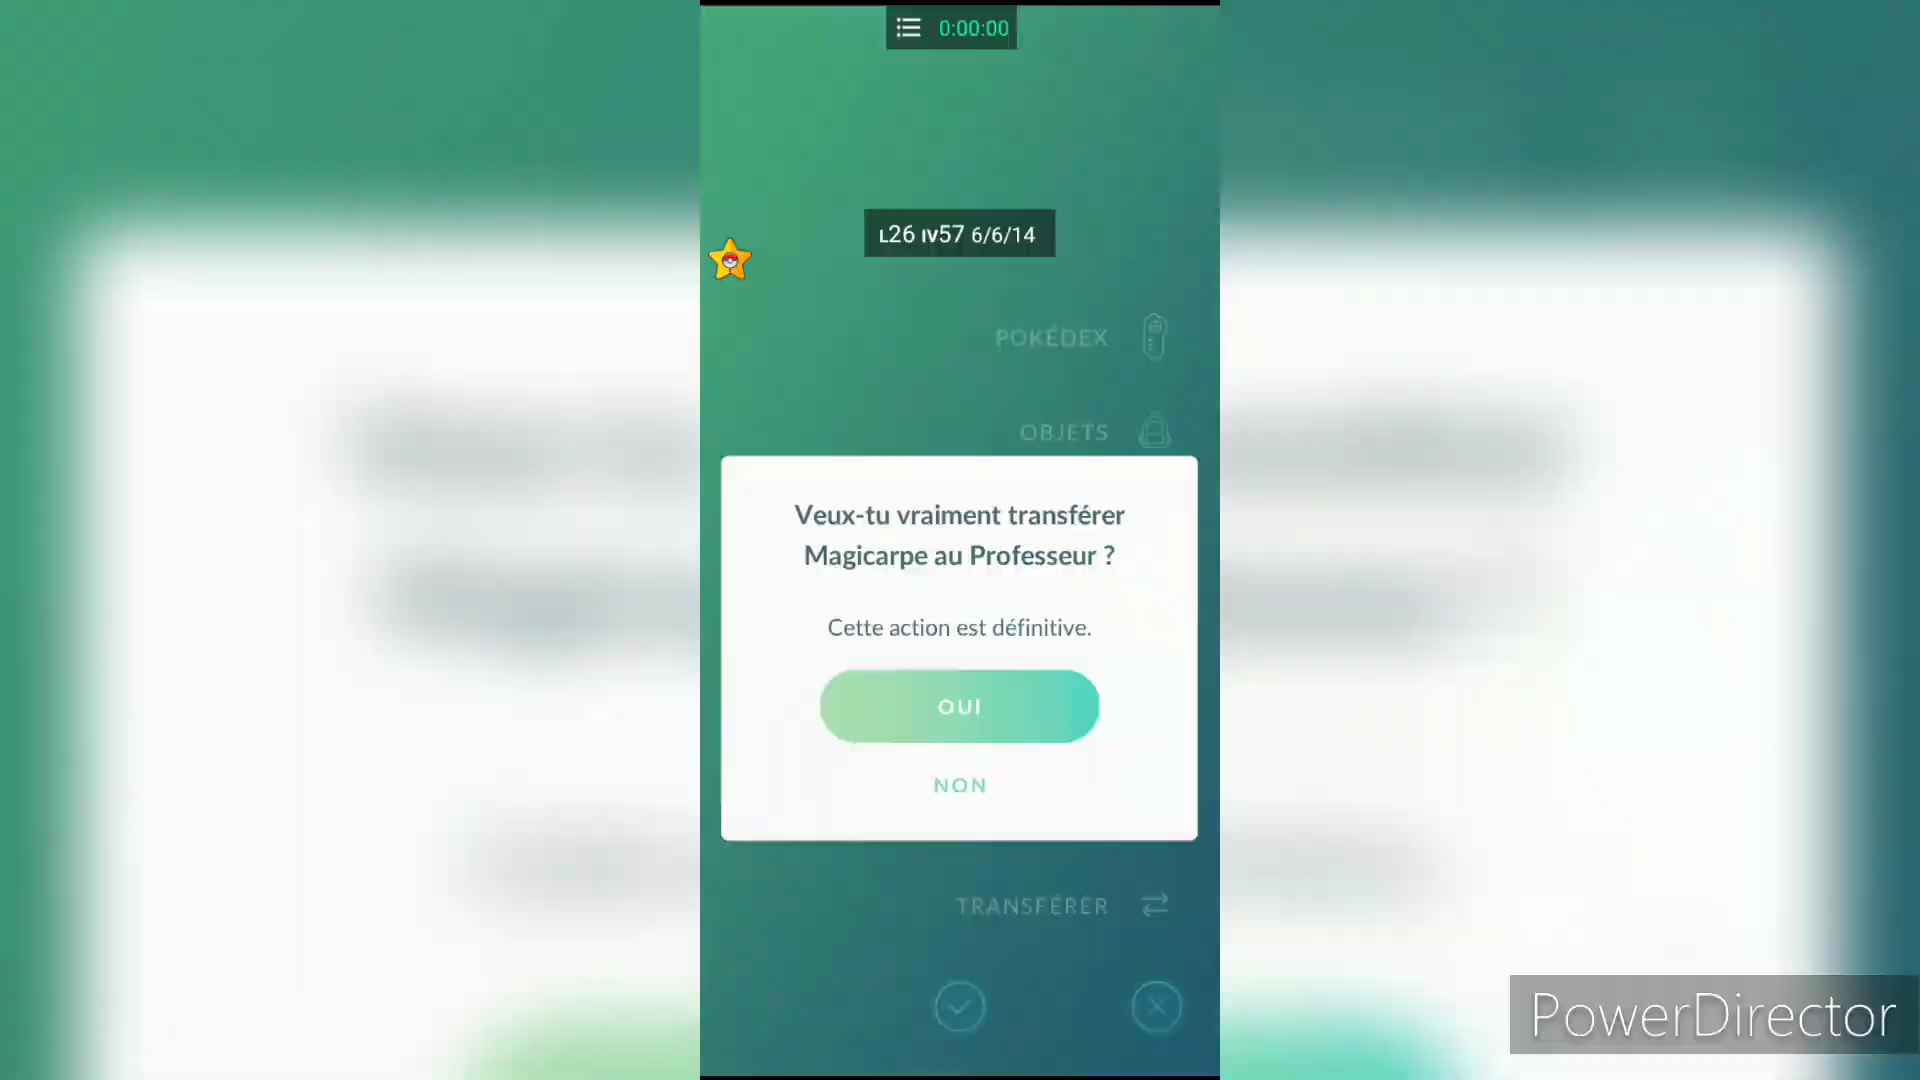 0:00:00
L26 IV57 6/6/14
POKÉDEX
OBJETS
Veux-tu vraiment transférer
Magicarpe au Professeur ?
Cette action est définitive.
OUI
NON
TRANSFÉRER
PowerDirector